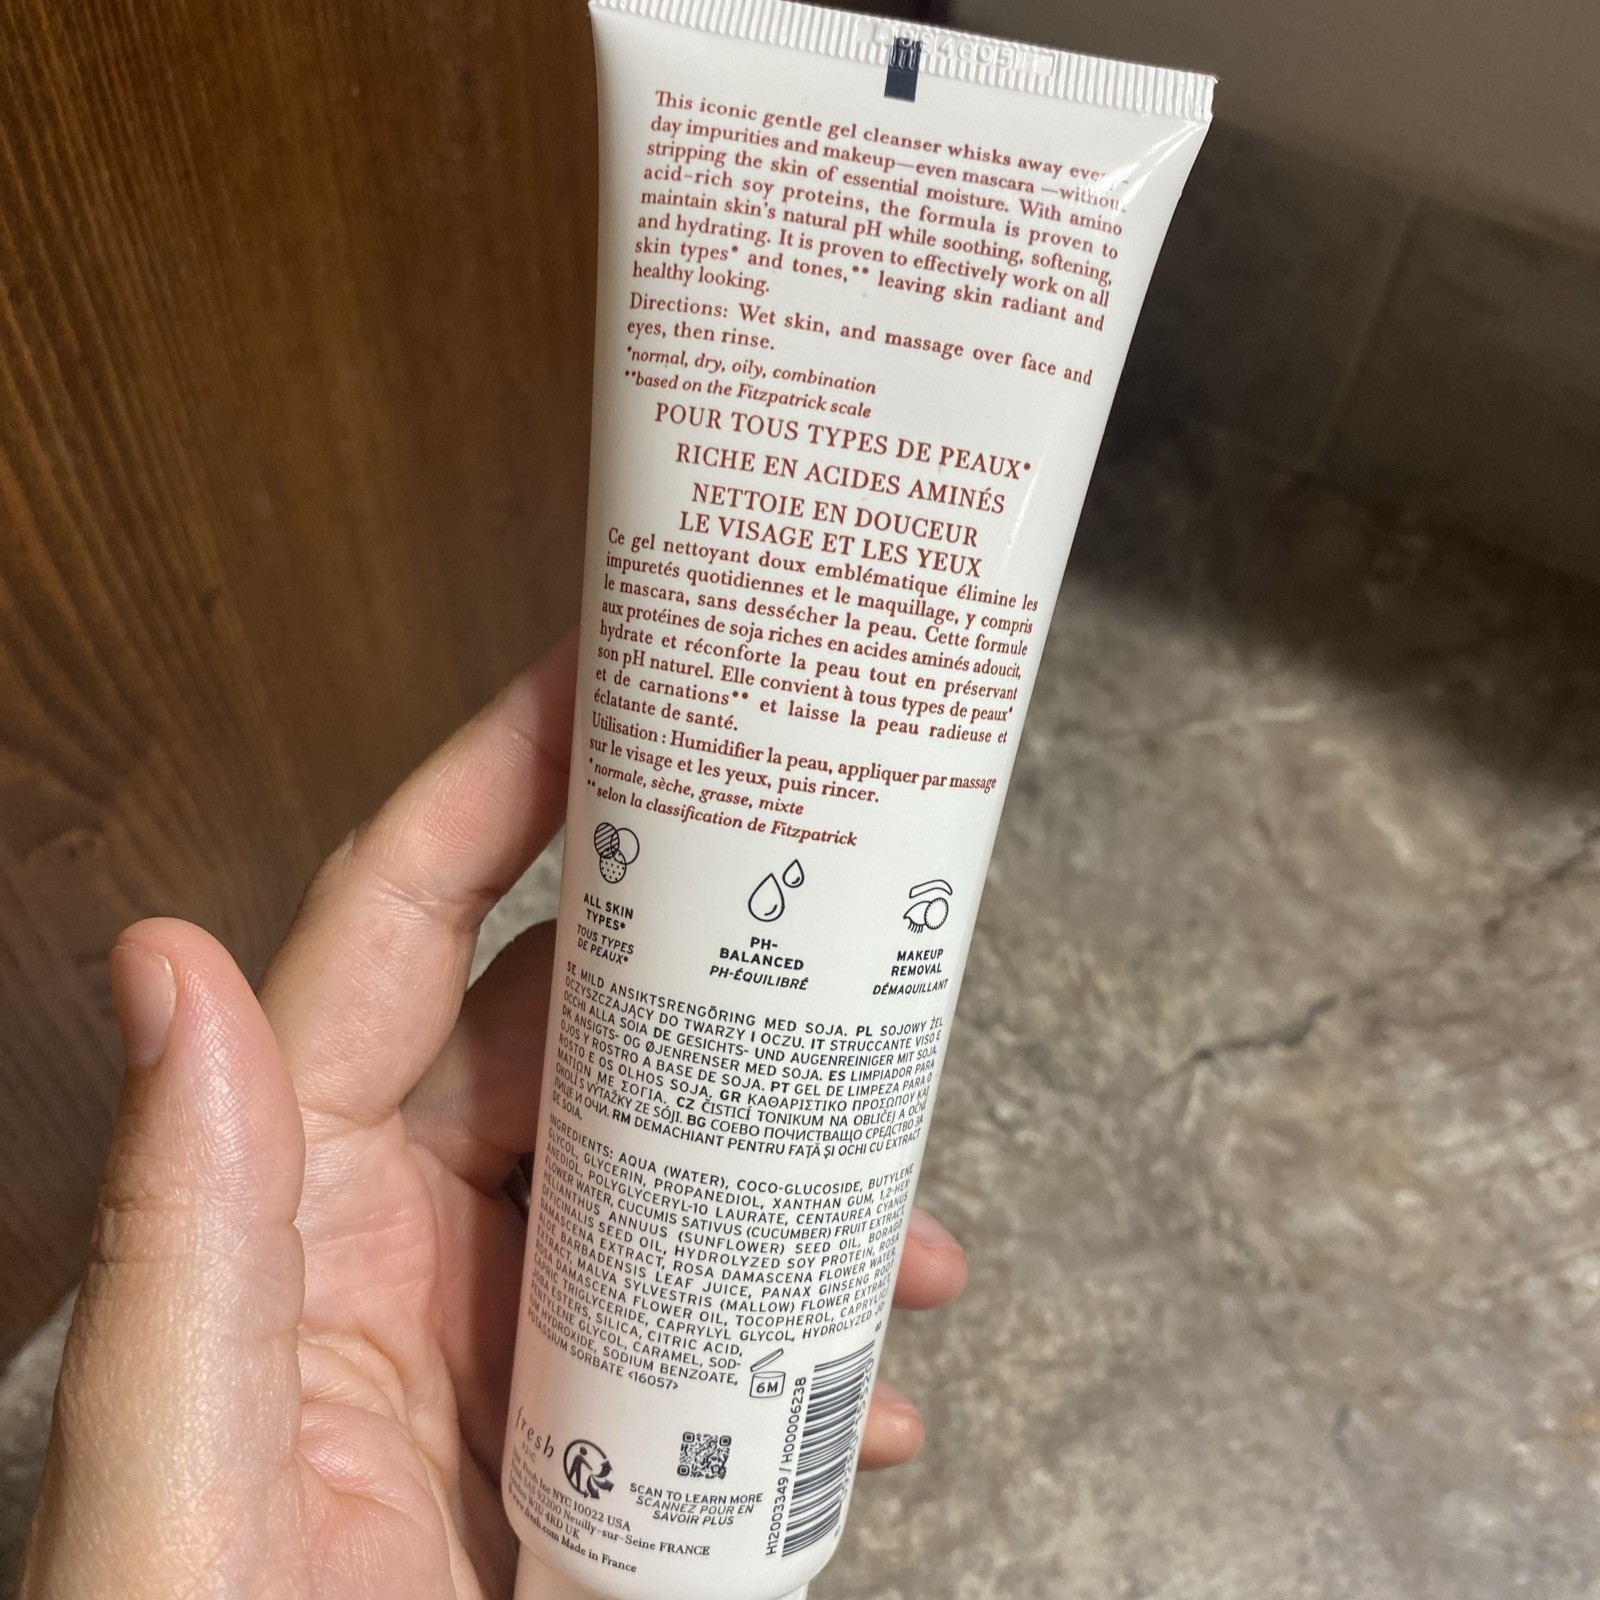 This iconic gentle gel cleanser whisks away
day impurities and makeup—even mascara —
stripping the skin of essential moisture. With amino
acid-rich soy proteins, the formula is proven to
maintain skin's natural pH while soothing, softening,
and hydrating. It is proven to effectively work on all
skin types* and tones,** leaving skin radiant and
healthy looking.
Directions: Wet skin, and massage over face and
eyes, then rinse.
*normal, dry, oily, combination
**based on the Fitzpatrick scale
POUR TOUS TYPES DE PEAUX*
RICHE EN ACIDES AMINÉS
NETTOIE EN DOUCEUR
LE VISAGE ET LES YEUX
Ce gel nettoyant doux emblématique élimine les
impuretés quotidiennes et le maquillage, y compris
le mascara, sans dessécher la peau. Cette formule
aux protéines de soja riches en acides aminés adoucit,
hydrate et réconforte la peau tout en préservant
son pH naturel. Elle convient à tous types de peaux*
et de carnations** et laisse la peau radieuse et
éclatante de santé.
Utilisation : Humidifier la peau, appliquer par massage
sur le visage et les yeux, puis rincer.
*normale, sèche, grasse, mixte
**selon la classification de Fitzpatrick
ALL SKIN
TYPES*
TOUS TYPES
DE PEAUX*
PH-
BALANCED
PH-ÉQUILIBRÉ
MAKEUP
REMOVAL
DÉMAQUILLANT
SE MILD ANSIKTSRENGÖRING MED SOJA. PL SOJOWY ŻEL
OCZYSZCZAJĄCY DO TWARZY I OCZU. IT STRUCCANTE VISO E
OCCHI ALLA SOIA DE GESICHTS- UND AUGENREINIGER MIT SOJA.
DK ANSIGTS- OG ØJENRENSER MED SOJA. ES LIMPIADOR PARA
OJOS Y ROSTRO A BASE DE SOJA. PT GEL DE LIMPEZA PARA O
ROSTO E OS OLHOS SOJA. GR ΚΑΘΑΡΙΣΤΙΚΟ ΠΡΟΣΩΠΟΥ ΚΑΙ
ΜΑΤΙΩΝ ΜΕ ΣΟΓΙΑ. CZ ČISTICÍ TONIKUM NA OBLIČEJ A OČNÍ
OKOLÍ S VÝTAŽKY ZE SÓJI. BG СОЕВО ПОЧИСТВАЩО СРЕДСТВО ЗА
ЛИЦЕ И ОЧИ. RM DEMACHIANT PENTRU FAȚĂ ȘI OCHI CU EXTRACT
DE SOIA.
INGREDIENTS: AQUA (WATER), COCO-GLUCOSIDE, BUTYLENE
GLYCOL, GLYCERIN, PROPANEDIOL, XANTHAN GUM, 1,2-HEX-
ANEDIOL, POLYGLYCERYL-10 LAURATE, CENTAUREA CYANUS
FLOWER WATER, CUCUMIS SATIVUS (CUCUMBER) FRUIT EXTRACT,
HELIANTHUS ANNUUS (SUNFLOWER) SEED OIL, BORAGO
OFFICINALIS SEED OIL, HYDROLYZED SOY PROTEIN, ROSA
DAMASCENA EXTRACT, ROSA DAMASCENA FLOWER WATER,
ALOE BARBADENSIS LEAF JUICE, PANAX GINSENG ROOT
EXTRACT, MALVA SYLVESTRIS (MALLOW) FLOWER EXTRACT,
ROSA DAMASCENA FLOWER OIL, TOCOPHEROL, CAPRYLIC/
CAPRIC TRIGLYCERIDE, CAPRYLYL GLYCOL, HYDROLYZED JO-
JOBA ESTERS, SILICA, CITRIC ACID,
PENTYLENE GLYCOL, CARAMEL, SOD-
IUM HYDROXIDE, SODIUM BENZOATE,
POTASSIUM SORBATE <16057>
6M
fresh
SCAN TO LEARN MORE
SCANNEZ POUR EN
SAVOIR PLUS
Fresh Inc NYC 10022 USA
92200 Neuilly-sur-Seine FRANCE
London W1U 4RD UK
www.fresh.com Made in France
H12003349 / H00006238